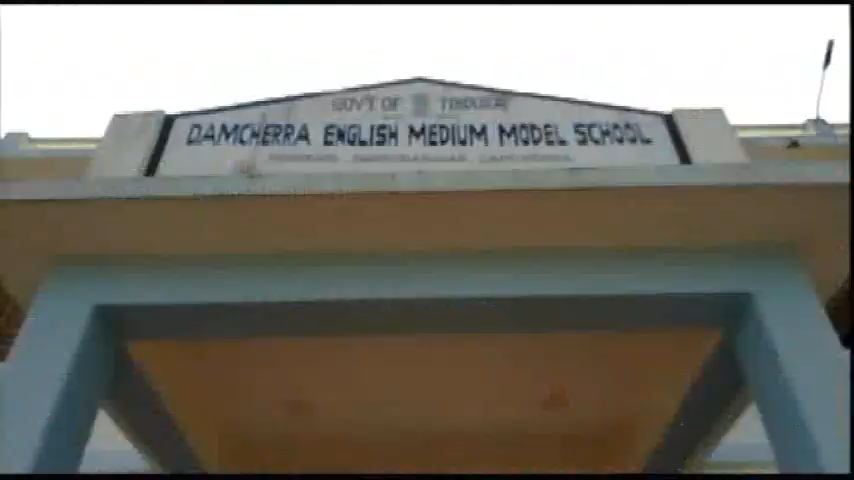 GOVT OF TRIPURA
DAMCHERRA ENGLISH MEDIUM MODEL SCHOOL